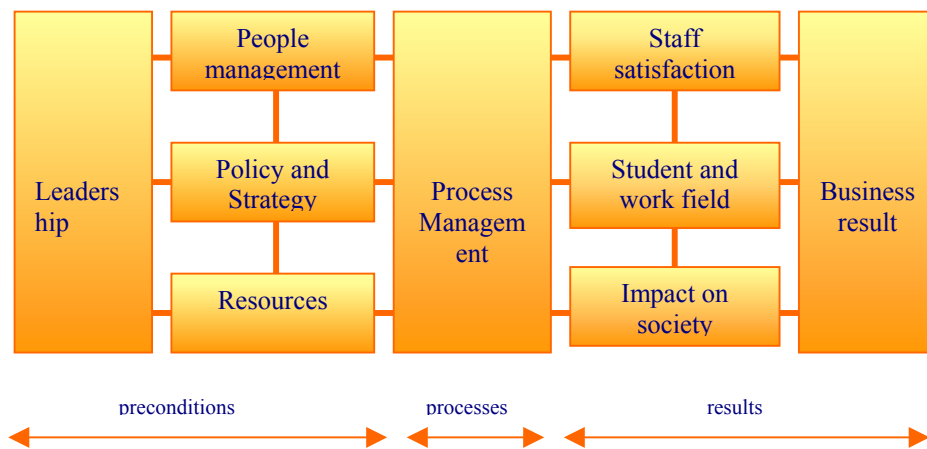 Leaders
hip
People
management
Policy and
Strategy
Resources
Process
Managem
ent
Staff
satisfaction
Student and
work field
Impact on
society
Business
result
preconditions
processes
results